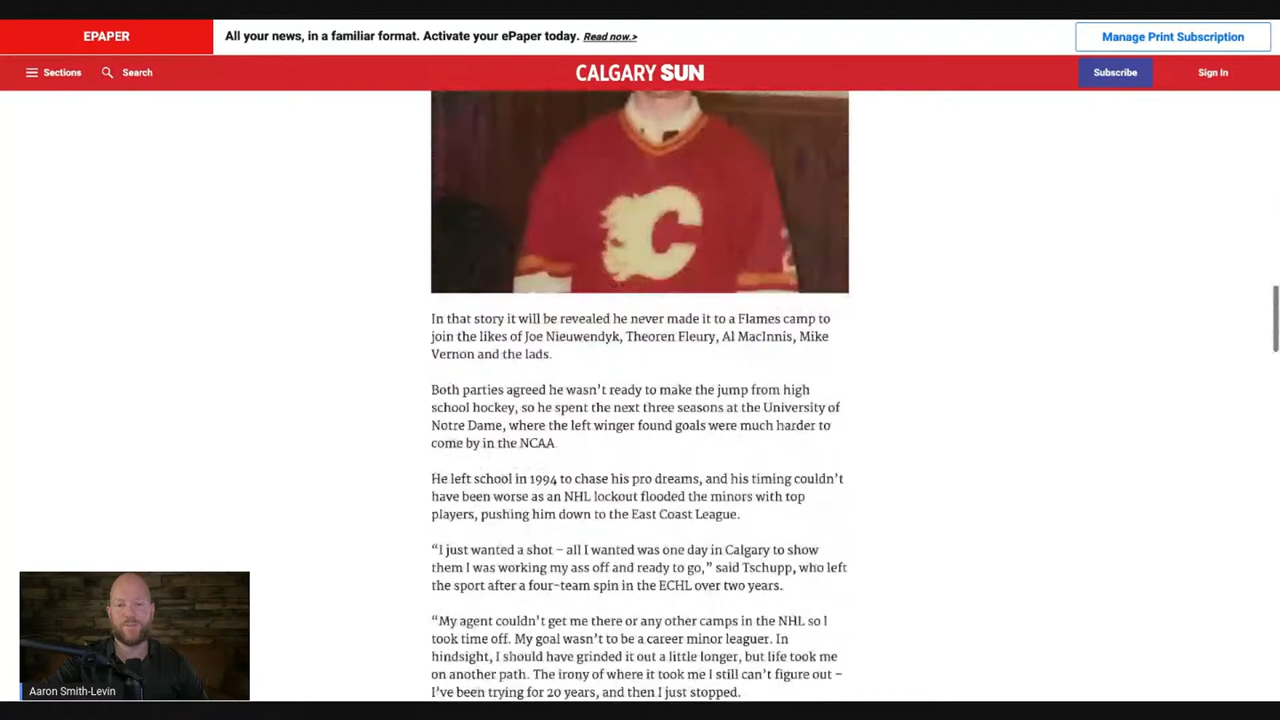 EPAPER
All your news, in a familiar format. Activate your ePaper today. Read now.>
Manage Print Subscription
Sections
Search
CALGARY SUN
Subscribe
Sign In
C
In that story it will be revealed he never made it to a Flames camp to
join the likes of Joe Nieuwendyk, Theoren Fleury, Al MacInnis, Mike
Vernon and the lads.
Both parties agreed he wasn’t ready to make the jump from high
school hockey, so he spent the next three seasons at the University of
Notre Dame, where the left winger found goals were much harder to
come by in the NCAA.
He left school in 1994 to chase his pro dreams, and his timing couldn’t
have been worse as an NHL lockout flooded the minors with top
players, pushing him down to the East Coast League.
“I just wanted a shot – all I wanted was one day in Calgary to show
them I was working my ass off and ready to go,” said Tschupp, who left
the sport after a four-team spin in the ECHL over two years.
“My agent couldn’t get me there or any other camps in the NHL so I
took time off. My goal wasn’t to be a career minor leaguer. In
hindsight, I should have grinded it out a little longer, but life took me
on another path. The irony of where it took me I still can’t figure out –
I’ve been trying for 20 years, and then I just stopped.
Aaron Smith-Levin